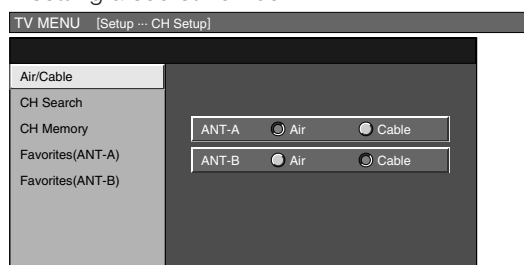 TV MENU [Setup ··· CH Setup]
Air/Cable
CH Search
CH Memory
Favorites(ANT-A)
Favorites(ANT-B)
ANT-A Air Cable
ANT-B Air Cable